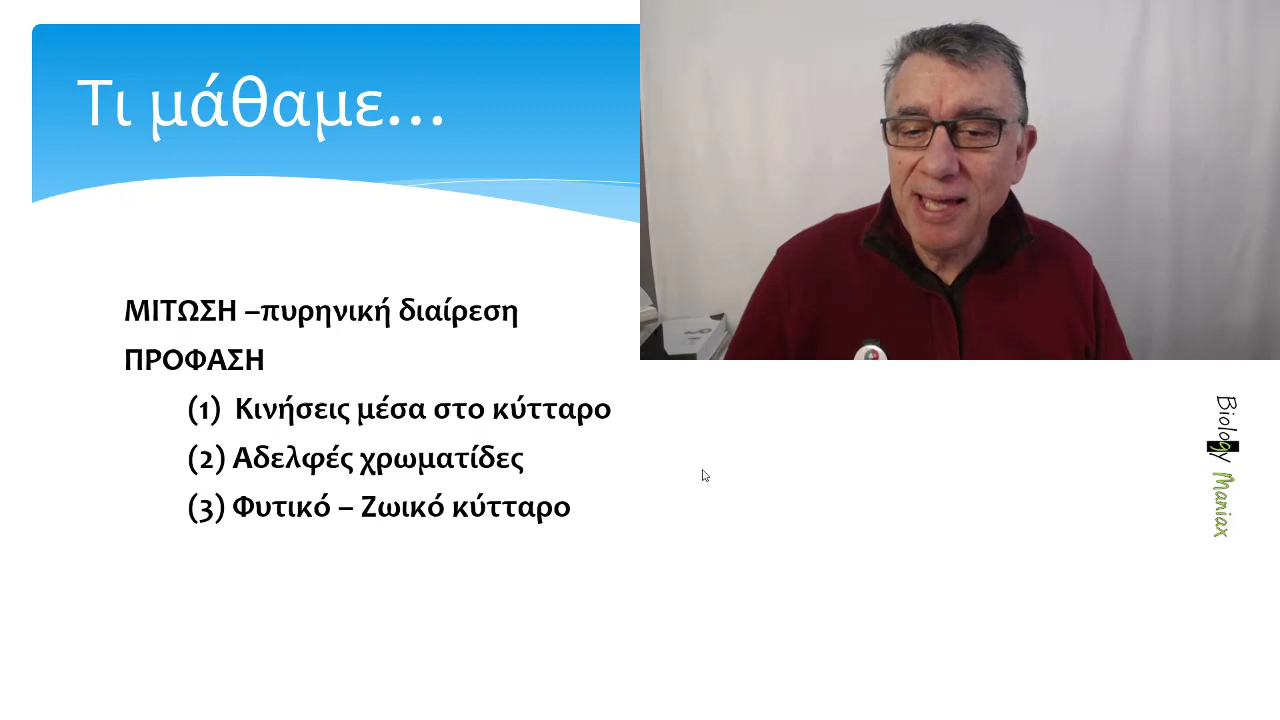 Τι μάθαμε...
ΜΙΤΩΣΗ –πυρηνική διαίρεση
ΠΡΟΦΑΣΗ
(1) Κινήσεις μέσα στο κύτταρο
(2) Αδελφές χρωματίδες
(3) Φυτικό – Ζωικό κύτταρο
Biology Maniax